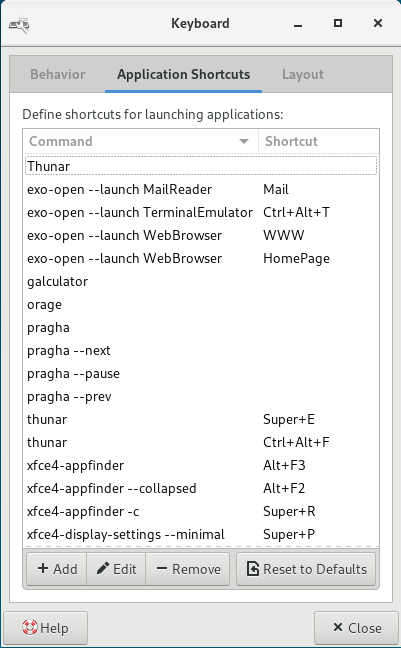 Keyboard
Behavior Application Shortcuts Layout
Define shortcuts for launching applications:
Command Shortcut
Thunar
exo-open --launch MailReader Mail
exo-open --launch TerminalEmulator Ctrl+Alt+T
exo-open --launch WebBrowser WWW
exo-open --launch WebBrowser HomePage
galculator
orage
pragha
pragha --next
pragha --pause
pragha --prev
thunar Super+E
thunar Ctrl+Alt+F
xfce4-appfinder Alt+F3
xfce4-appfinder --collapsed Alt+F2
xfce4-appfinder -c Super+R
xfce4-display-settings --minimal Super+P
Add Edit Remove Reset to Defaults
Help Close